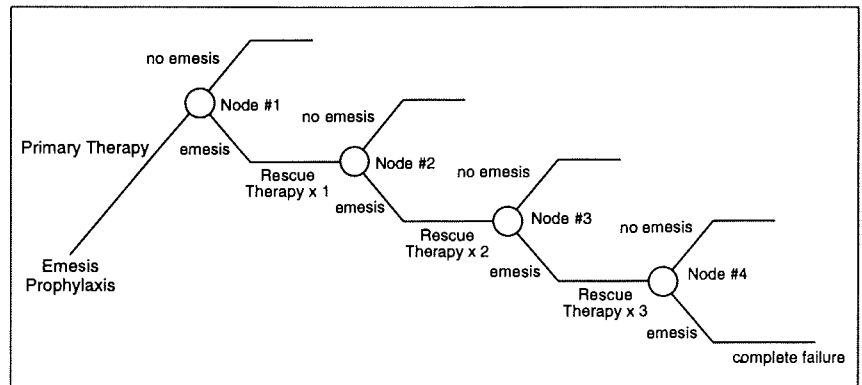 no emesis
Node #1
Primary Therapy
emesis
Rescue
Therapy x 1
no emesis
Node #2
emesis
Rescue
Therapy x 2
no emesis
Node #3
emesis
Rescue
Therapy x 3
no emesis
Node #4
emesis
complete failure
Emesis
Prophylaxis